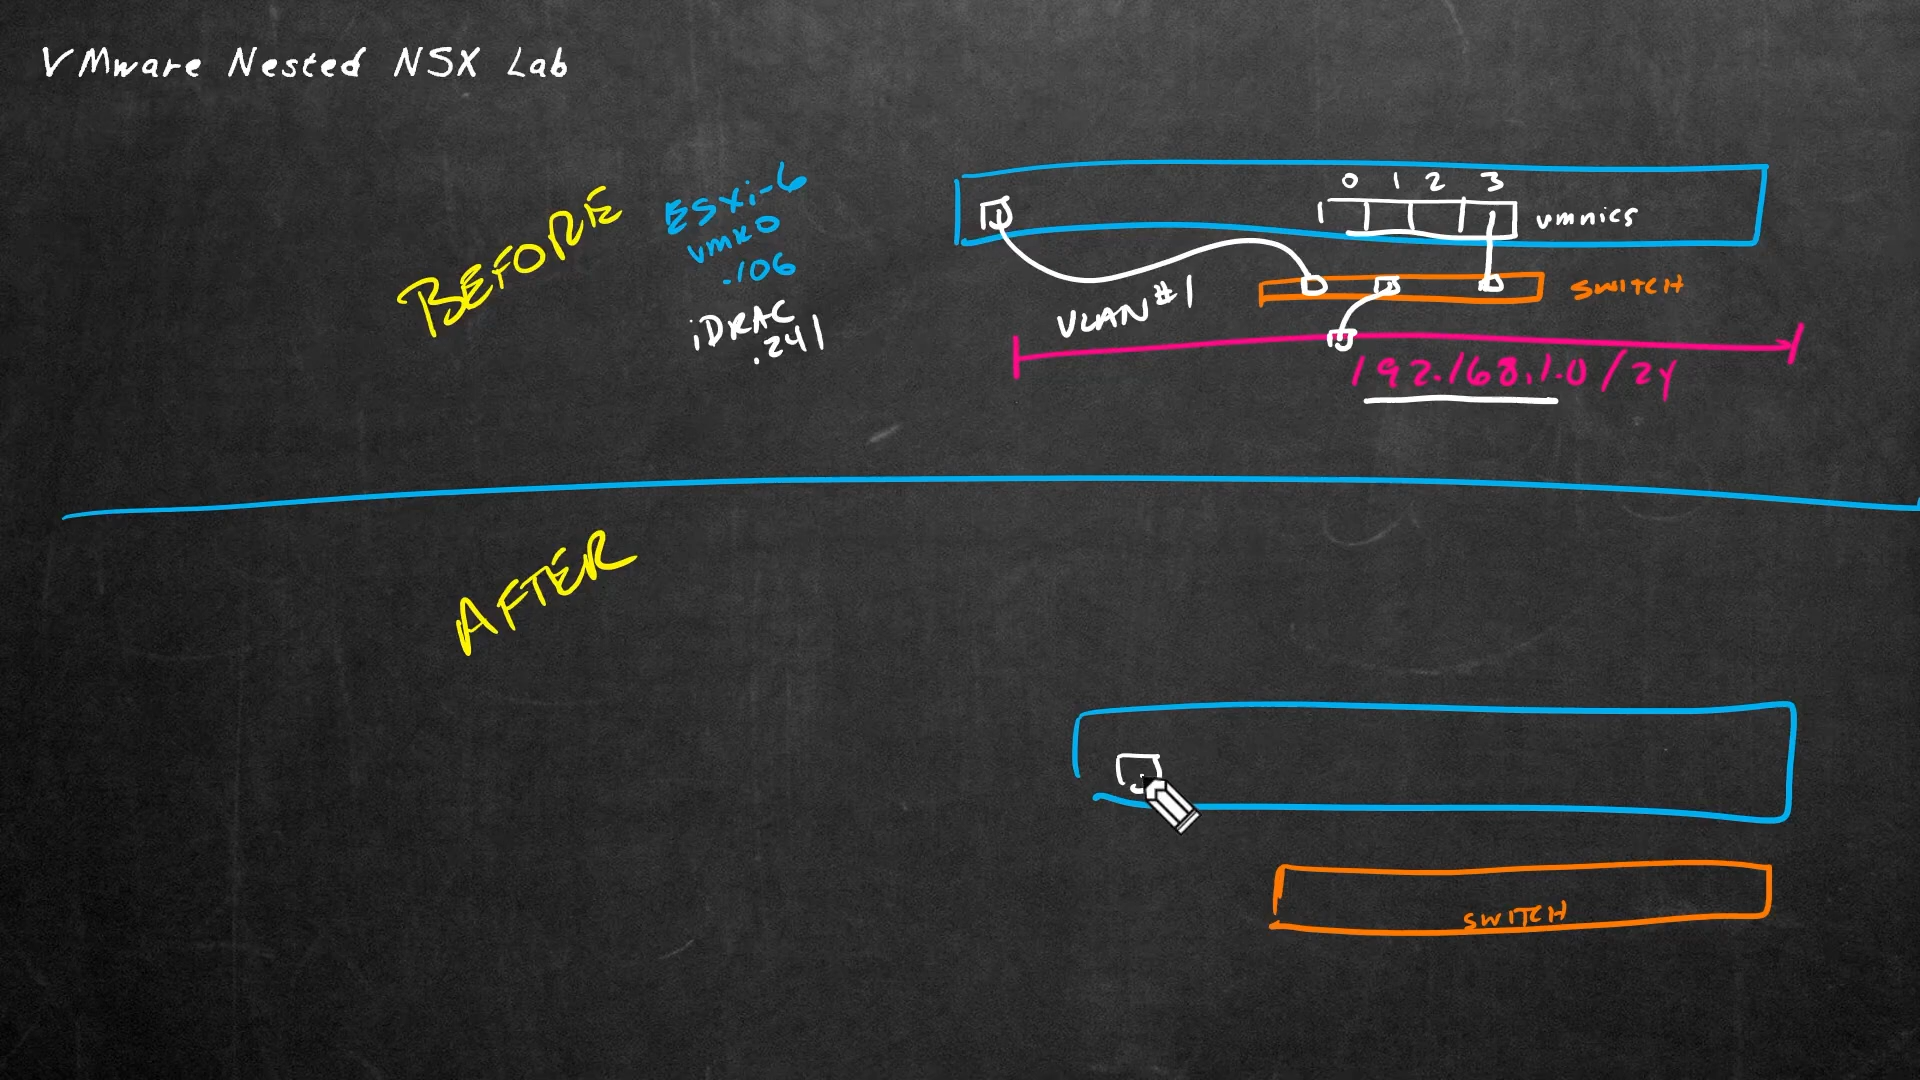 VMware Nested NSX Lab
BEFORE
ESXi-6
vmk0
.106
iDRAC
.241
0 1 2 3
vmnics
SWITCH
VLAN #1
192.168.1.0/24
AFTER
SWITCH